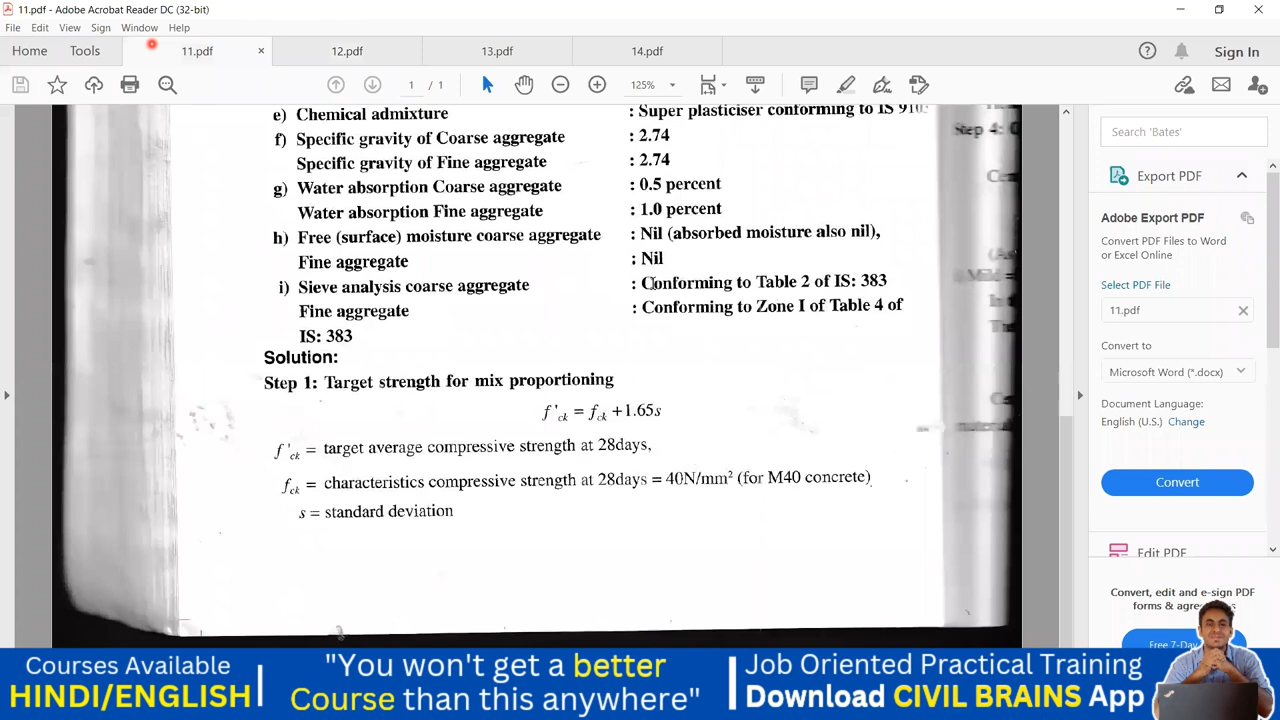 11.pdf - Adobe Acrobat Reader DC (32-bit)
File Edit View Sign Window Help
Home Tools 11.pdf × 12.pdf 13.pdf 14.pdf Sign In
1 / 1 125%
e) Chemical admixture : Super plasticiser conforming to IS 910
f) Specific gravity of Coarse aggregate : 2.74
Specific gravity of Fine aggregate : 2.74
g) Water absorption Coarse aggregate : 0.5 percent
Water absorption Fine aggregate : 1.0 percent
h) Free (surface) moisture coarse aggregate : Nil (absorbed moisture also nil),
Fine aggregate : Nil
i) Sieve analysis coarse aggregate : Conforming to Table 2 of IS: 383
Fine aggregate : Conforming to Zone I of Table 4 of
IS: 383
Solution:
Step 1: Target strength for mix proportioning
f'ck = fck +1.65s
f'ck = target average compressive strength at 28days,
fck = characteristics compressive strength at 28days = 40N/mm² (for M40 concrete)
s = standard deviation
Step 4:
Search 'Bates'
Export PDF
Adobe Export PDF
Convert PDF Files to Word
or Excel Online
Select PDF File
11.pdf
Convert to
Microsoft Word (*.docx)
Document Language:
English (U.S.) Change
Convert
Edit PDF
Convert, edit and e-sign PDF
forms &
Free 7-Day
Courses Available
HINDI/ENGLISH
"You won't get a better
Course than this anywhere"
Job Oriented Practical Training
Download CIVIL BRAINS App